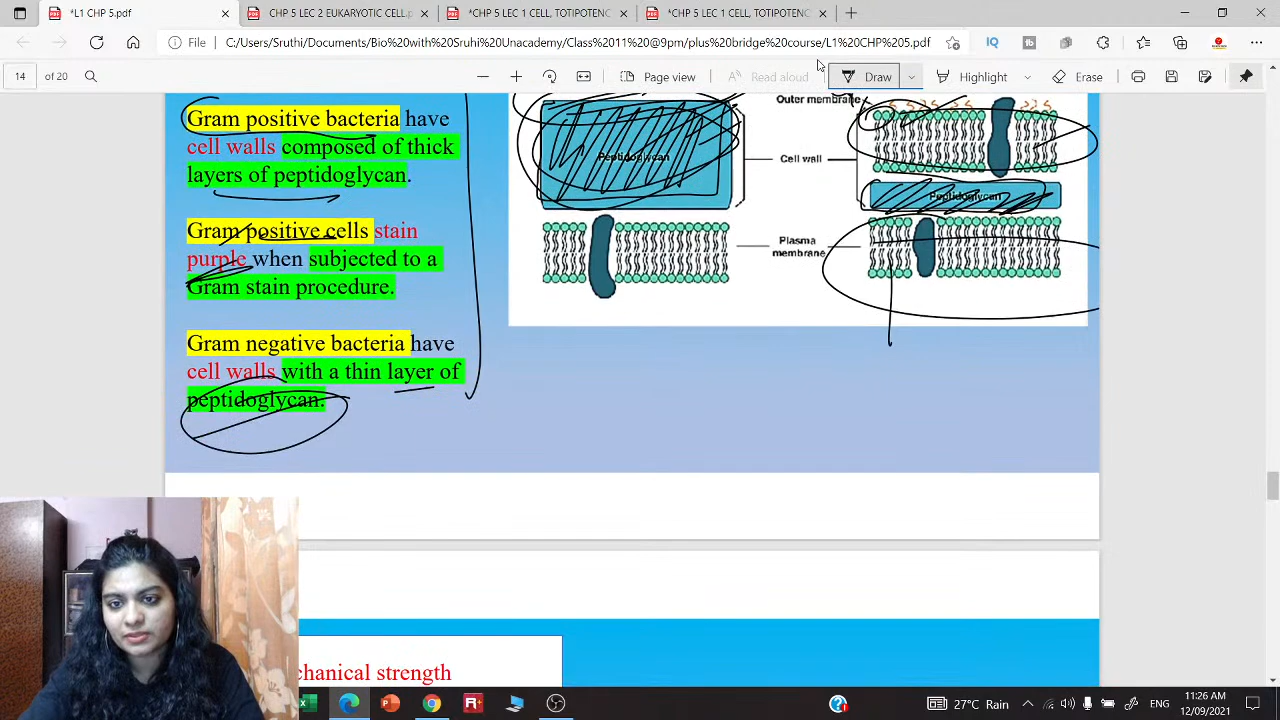 *L1 CHP 5.pdf
CHP 5 LEC 2 EUKARYOTIC CEL
*CHP 5 LEC 1 CELL, TOTIPOTENC
*CHP 5 LEC 1 CELL TOTIPOTENC
File C:/Sruthi/Documents/Bio%20with%20Sruhi%20Unacademy/Class%2011%20@9pm/plus%20bridge%20course/L1%20CHP%205.pdf
14 of 20 Page view Read aloud Draw Highlight Erase
Gram positive bacteria have
cell walls composed of thick
layers of peptidoglycan.
Gram positive cells stain
purple when subjected to a
Gram stain procedure.
Gram negative bacteria have
cell walls with a thin layer of
peptidoglycan.
Outer membrane
Peptidoglycan
Cell wall
Peptidoglycan
Plasma
membrane
chanical strength
27°C Rain
ENG
11:26 AM
12/09/2021